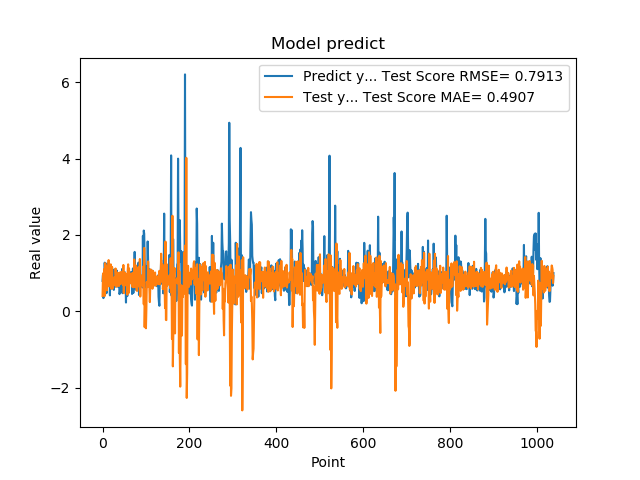 Model predict
Predict y... Test Score RMSE= 0.7913
Test y... Test Score MAE= 0.4907
6
4
2
0
−2
Real value
0 200 400 600 800 1000
Point